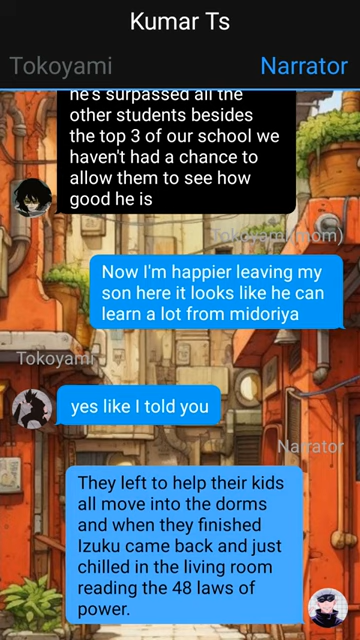 Kumar Ts
Tokoyami
Narrator
he's surpassed all the
other students besides
the top 3 of our school we
haven't had a chance to
allow them to see how
good he is
Tokoyami(mom)
Now I'm happier leaving my
son here it looks like he can
learn a lot from midoriya
Tokoyami
yes like I told you
Narrator
They left to help their kids
all move into the dorms
and when they finished
Izuku came back and just
chilled in the living room
reading the 48 laws of
power.